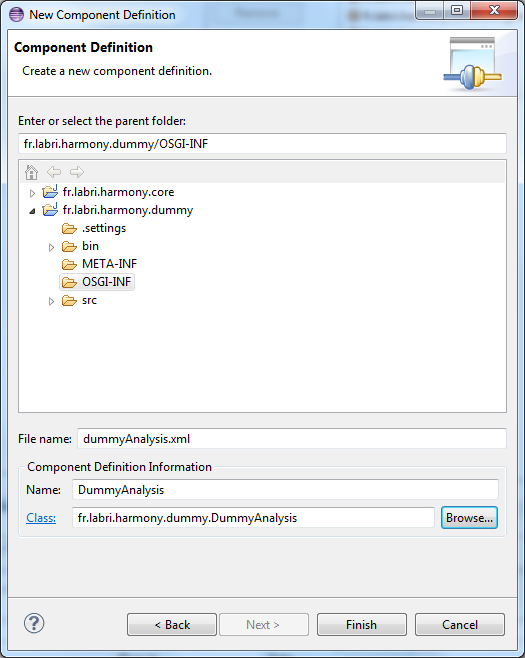 New Component Definition
Component Definition
Create a new component definition.
Enter or select the parent folder:
fr.labri.harmony.dummy/OSGI-INF
fr.labri.harmony.core
fr.labri.harmony.dummy
.settings
bin
META-INF
OSGI-INF
src
File name: dummyAnalysis.xml
Component Definition Information
Name: DummyAnalysis
Class: fr.labri.harmony.dummy.DummyAnalysis Browse...
? < Back Next > Finish Cancel